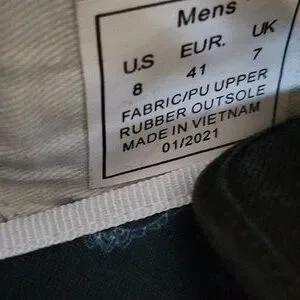 Mens
U.S EUR. UK
8 41 7
FABRIC/PU UPPER
RUBBER OUTSOLE
MADE IN VIETNAM
01/2021